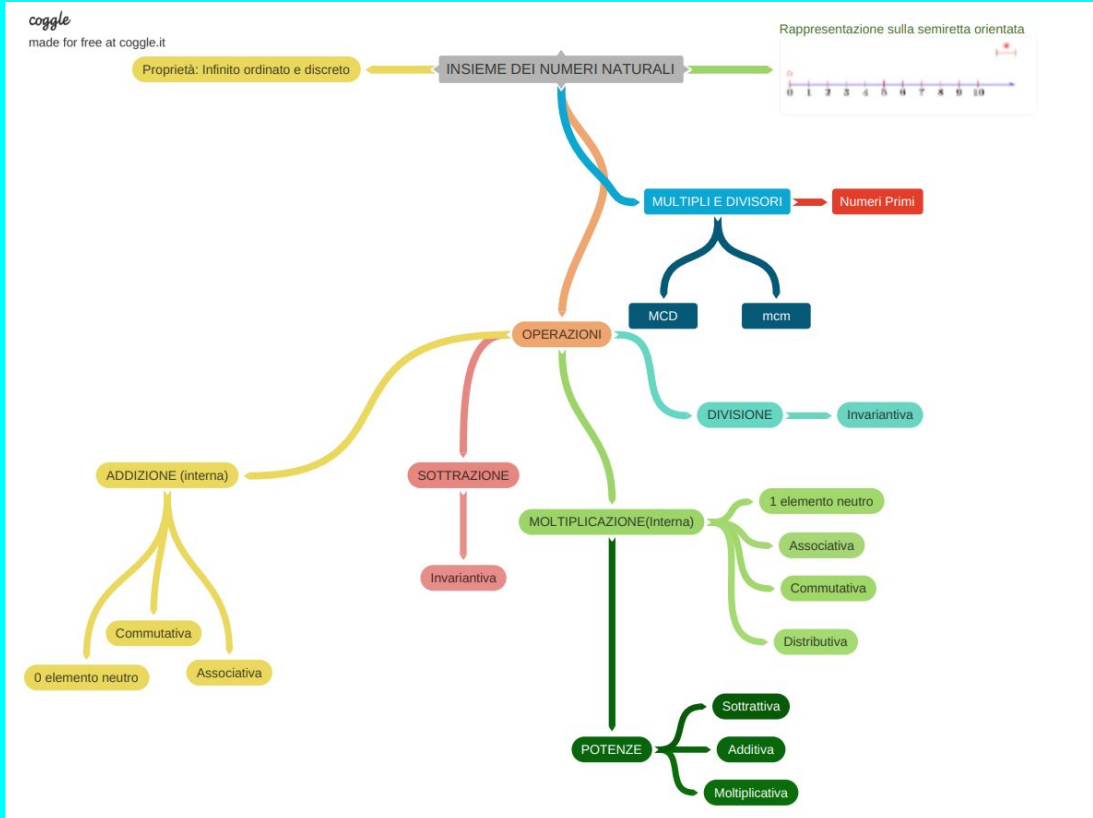 coggle
made for free at coggle.it
Rappresentazione sulla semiretta orientata
Proprietà: Infinito ordinato e discreto
INSIEME DEI NUMERI NATURALI
0 1 2 3 4 5 6 7 8 9 10
MULTIPLI E DIVISORI
Numeri Primi
MCD
mcm
OPERAZIONI
DIVISIONE
Invariantiva
ADDIZIONE (interna)
SOTTRAZIONE
MOLTIPLICAZIONE(Interna)
1 elemento neutro
Associativa
Commutativa
Distributiva
Invariantiva
Commutativa
0 elemento neutro
Associativa
POTENZE
Sottrattiva
Additiva
Moltiplicativa